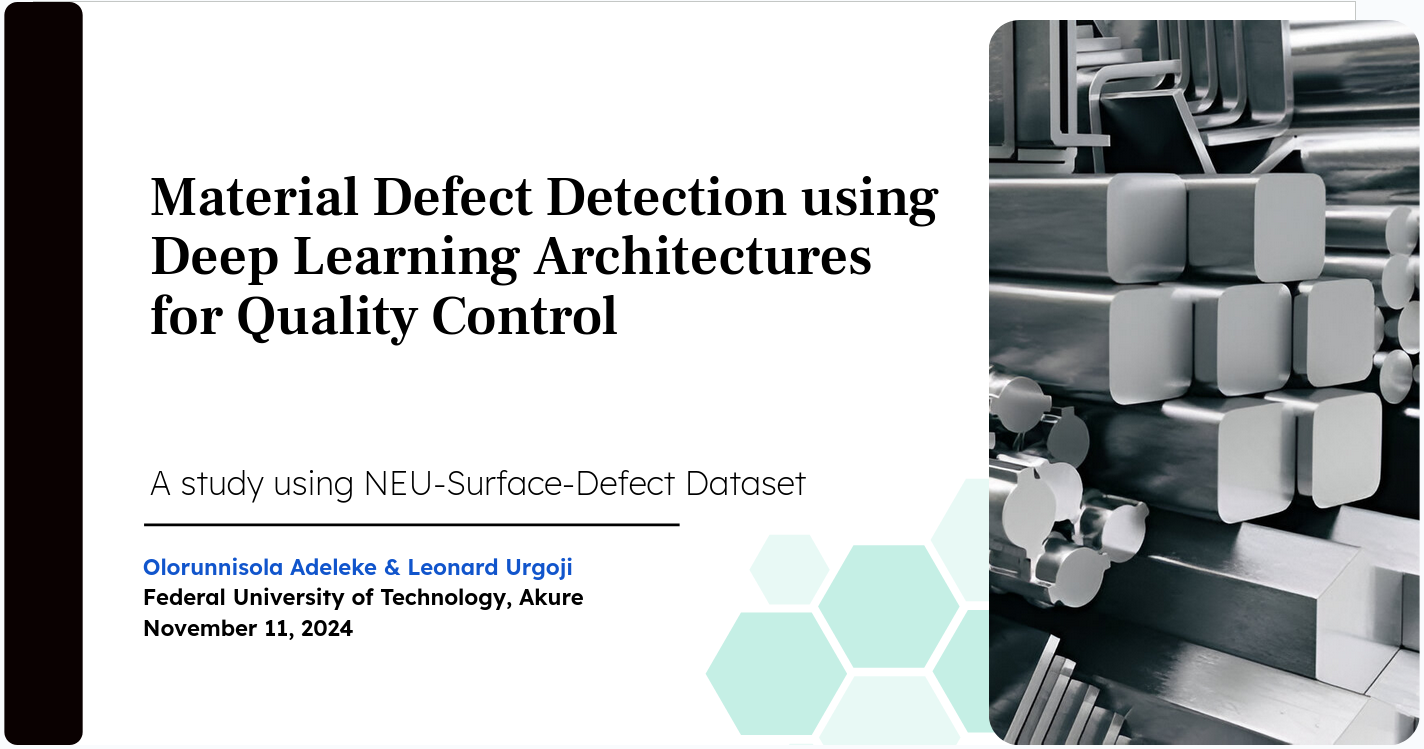 Material Defect Detection using
Deep Learning Architectures
for Quality Control
A study using NEU-Surface-Defect Dataset
Olorunnisola Adeleke & Leonard Urgoji
Federal University of Technology, Akure
November 11, 2024